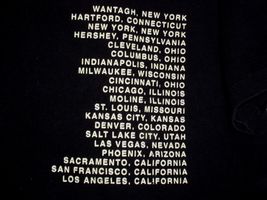 WANTAGH, NEW YORK
HARTFORD, CONNECTICUT
NEW YORK, NEW YORK
HERSHEY, PENNSYLVANIA
CLEVELAND, OHIO
COLUMBUS, OHIO
INDIANAPOLIS, INDIANA
MILWAUKEE, WISCONSIN
CINCINNATI, OHIO
CHICAGO, ILLINOIS
MOLINE, ILLINOIS
ST. LOUIS, MISSOURI
KANSAS CITY, KANSAS
DENVER, COLORADO
SALT LAKE CITY, UTAH
LAS VEGAS, NEVADA
PHOENIX, ARIZONA
SACRAMENTO, CALIFORNIA
SAN FRANCISCO, CALIFORNIA
LOS ANGELES, CALIFORNIA